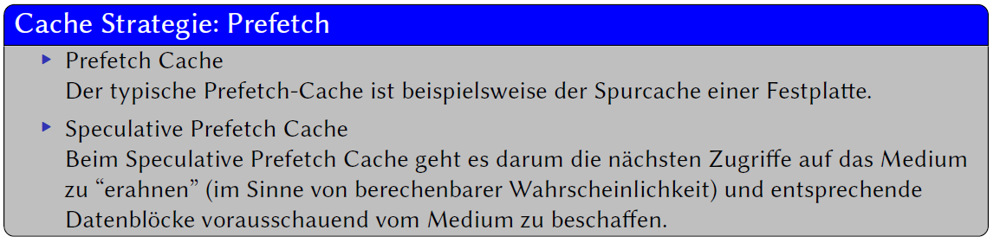 Cache Strategie: Prefetch
Prefetch Cache
Der typische Prefetch-Cache ist beispielsweise der Spurcache einer Festplatte.
Speculative Prefetch Cache
Beim Speculative Prefetch Cache geht es darum die nächsten Zugriffe auf das Medium
zu “erahnen” (im Sinne von berechenbarer Wahrscheinlichkeit) und entsprechende
Datenblöcke vorausschauend vom Medium zu beschaffen.